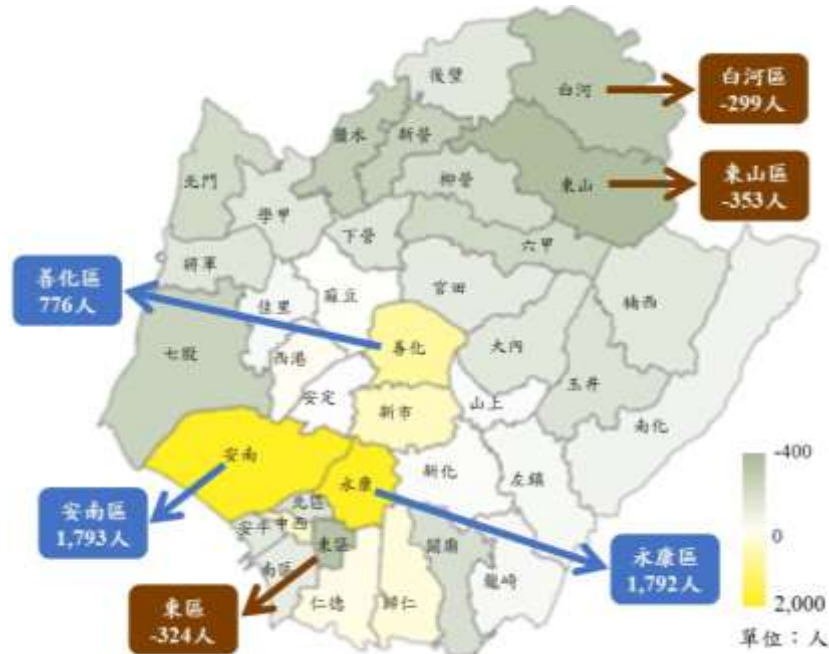 後壁
白河
白河區
-299人
鹽水
新營
東山區
-353人
北門
柳營
東山
學甲
下營
六甲
將軍
善化區
776人
佳里
麻豆
官田
楠西
七股
西港
善化
大內
玉井
安定
新市
山上
南化
安南
永康
新化
左鎮
-400
0
2,000
單位：人
安南區
1,793人
北區
安平
中西
東區
南區
關廟
龍崎
仁德
歸仁
永康區
1,792人
東區
-324人